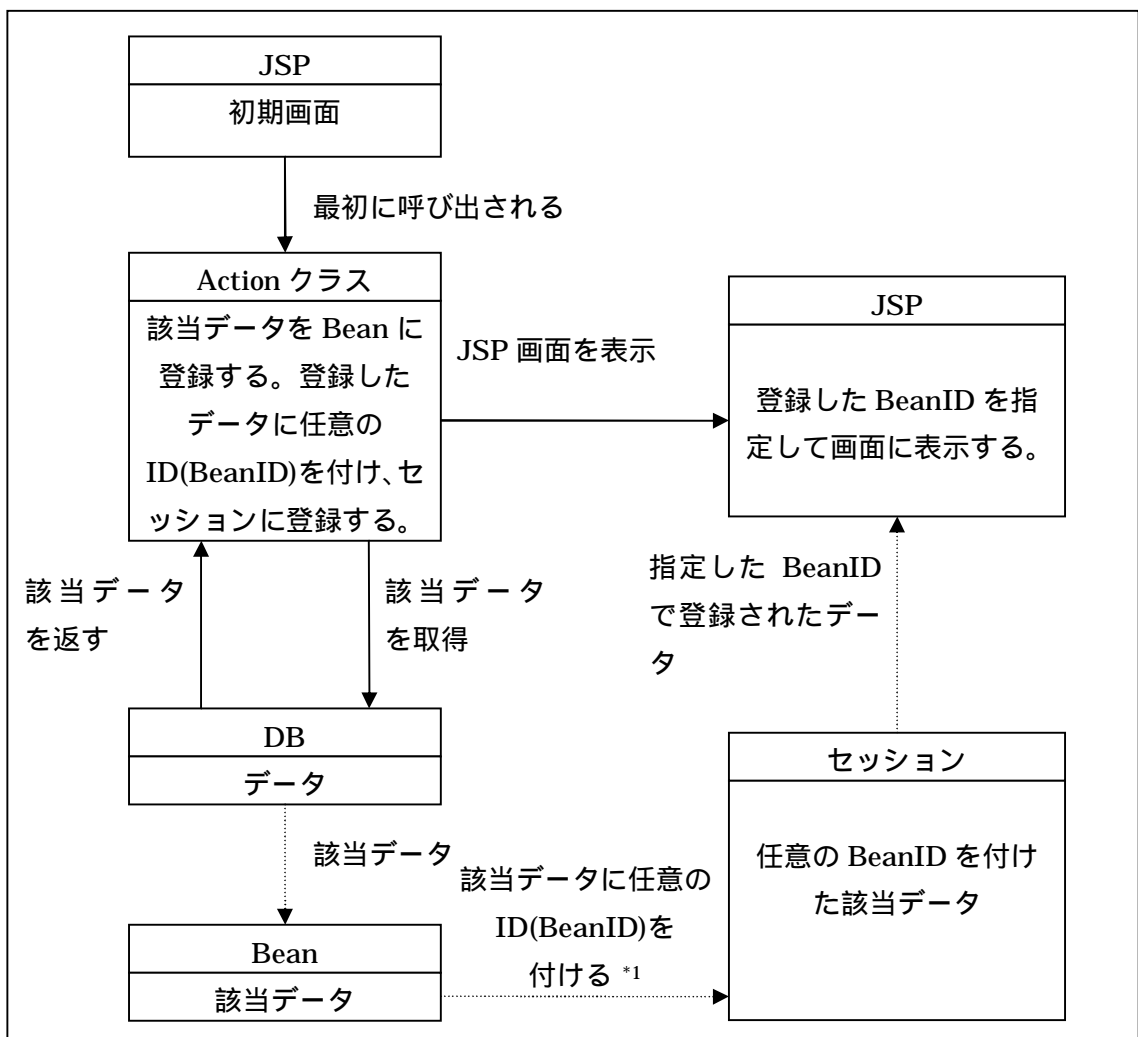 JSP
初期画面
最初に呼び出される
Action クラス
該当データを Bean に
登録する。登録した
データに任意の
ID(BeanID)を付け、セ
ッションに登録する。
JSP 画面を表示
JSP
登録した BeanID を指
定して画面に表示する。
該当データ
を返す
該当データ
を取得
指定した BeanID
で登録されたデー
タ
DB
データ
セッション
任意の BeanID を付け
た該当データ
該当データ
該当データに任意の
ID(BeanID)を
付ける *1
Bean
該当データ